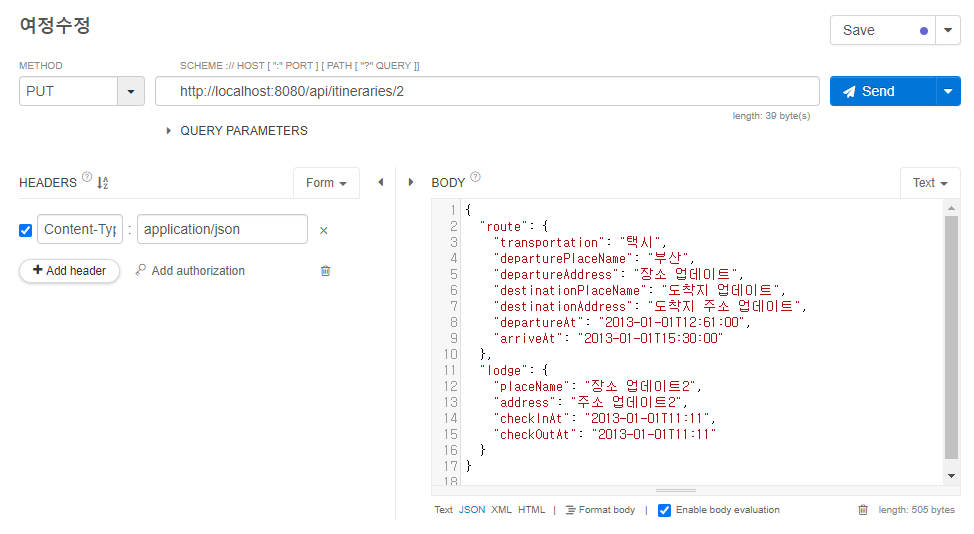 여정수정
Save
METHOD
SCHEME :// HOST [ ":" PORT ] [ PATH [ "?" QUERY ]]
PUT
http://localhost:8080/api/itineraries/2
Send
length: 39 byte(s)
QUERY PARAMETERS
HEADERS ?
Form
BODY ?
Text
Content-Typ : application/json ×
+ Add header
Add authorization
1 {
2 "route": {
3 "transportation": "택시",
4 "departurePlaceName": "부산",
5 "departureAddress": "장소 업데이트",
6 "destinationPlaceName": "도착지 업데이트",
7 "destinationAddress": "도착지 주소 업데이트",
8 "departureAt": "2013-01-01T12:61:00",
9 "arriveAt": "2013-01-01T15:30:00"
10 },
11 "lodge": {
12 "placeName": "장소 업데이트2",
13 "address": "주소 업데이트2",
14 "checkInAt": "2013-01-01T11:11",
15 "checkOutAt": "2013-01-01T11:11"
16 }
17 }
18
Text JSON XML HTML | Format body | Enable body evaluation
length: 505 bytes